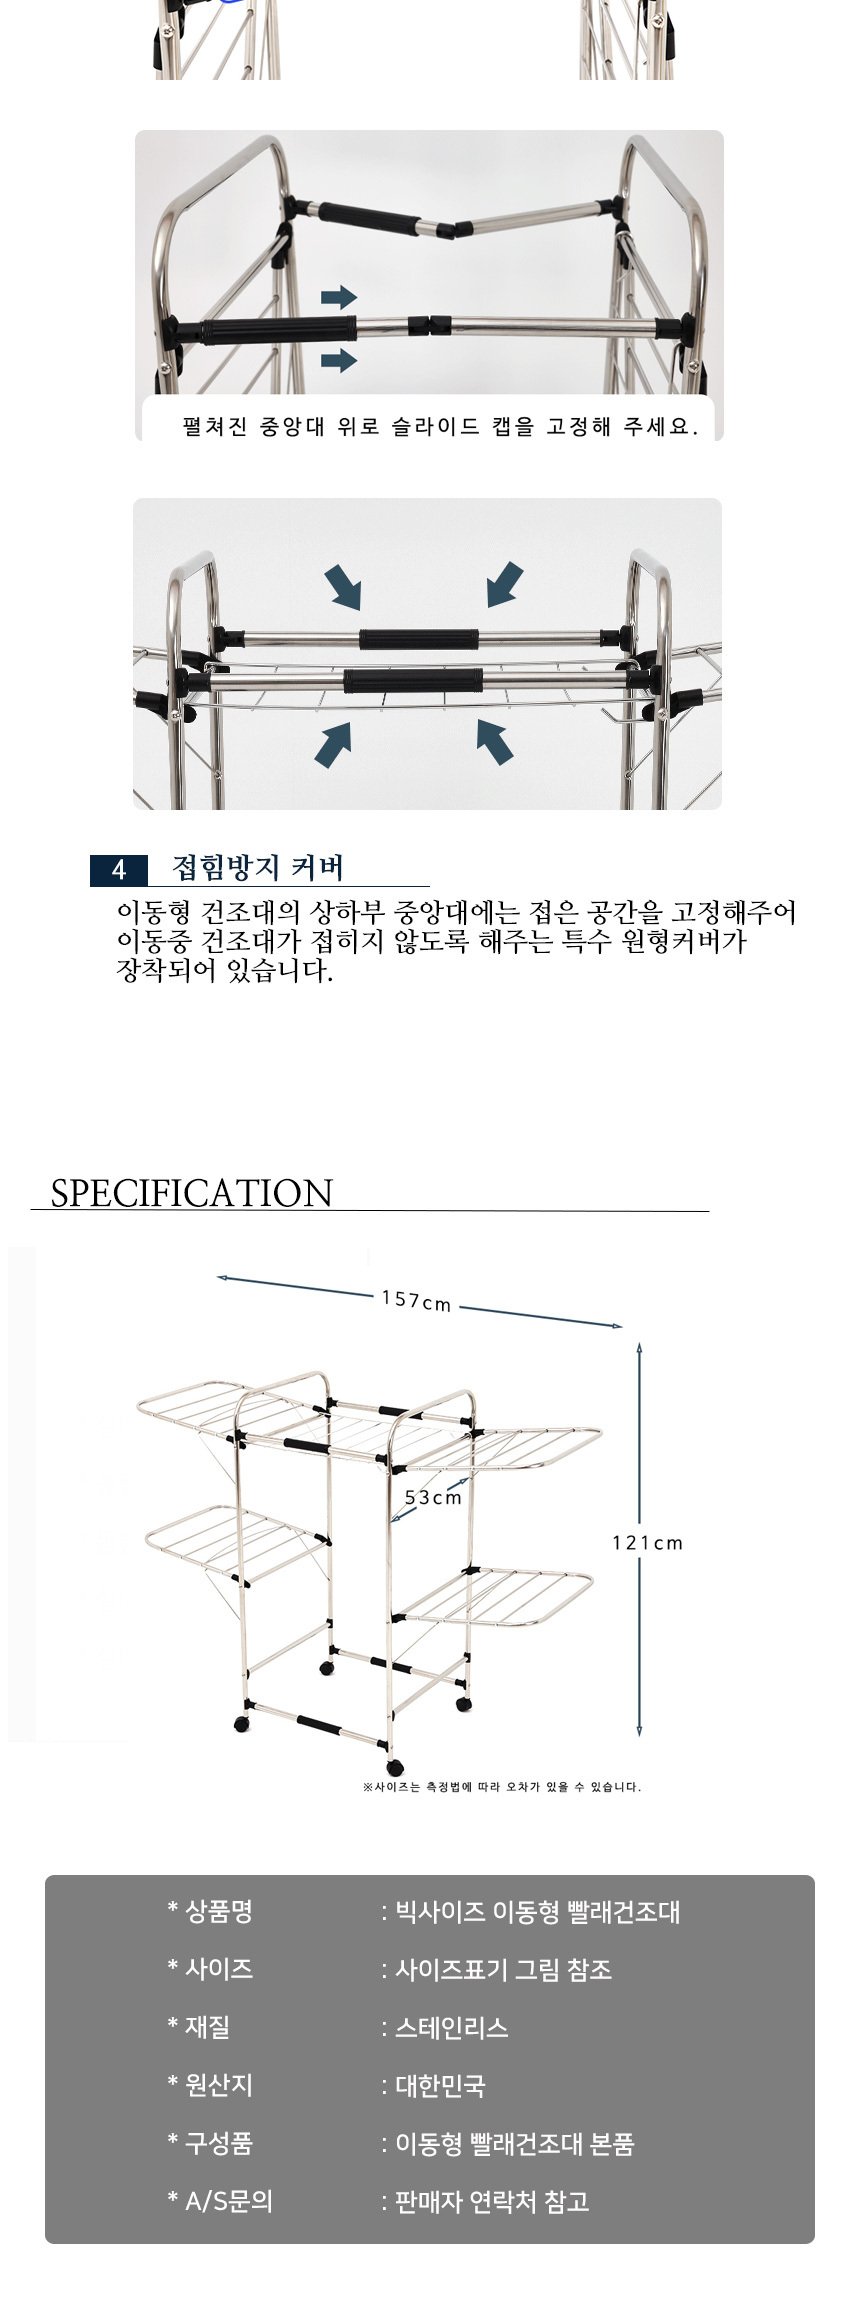 펼쳐진 중앙대 위로 슬라이드 캡을 고정해 주세요.
4 접힘방지 커버
이동형 건조대의 상하부 중앙대에는 접은 공간을 고정해주어
이동중 건조대가 접히지 않도록 해주는 특수 원형커버가
장착되어 있습니다.
SPECIFICATION
157cm
53cm
121cm
※사이즈는 측정법에 따라 오차가 있을 수 있습니다.
* 상품명 : 빅사이즈 이동형 빨래건조대
* 사이즈 : 사이즈표기 그림 참조
* 재질 : 스테인리스
* 원산지 : 대한민국
* 구성품 : 이동형 빨래건조대 본품
* A/S문의 : 판매자 연락처 참고